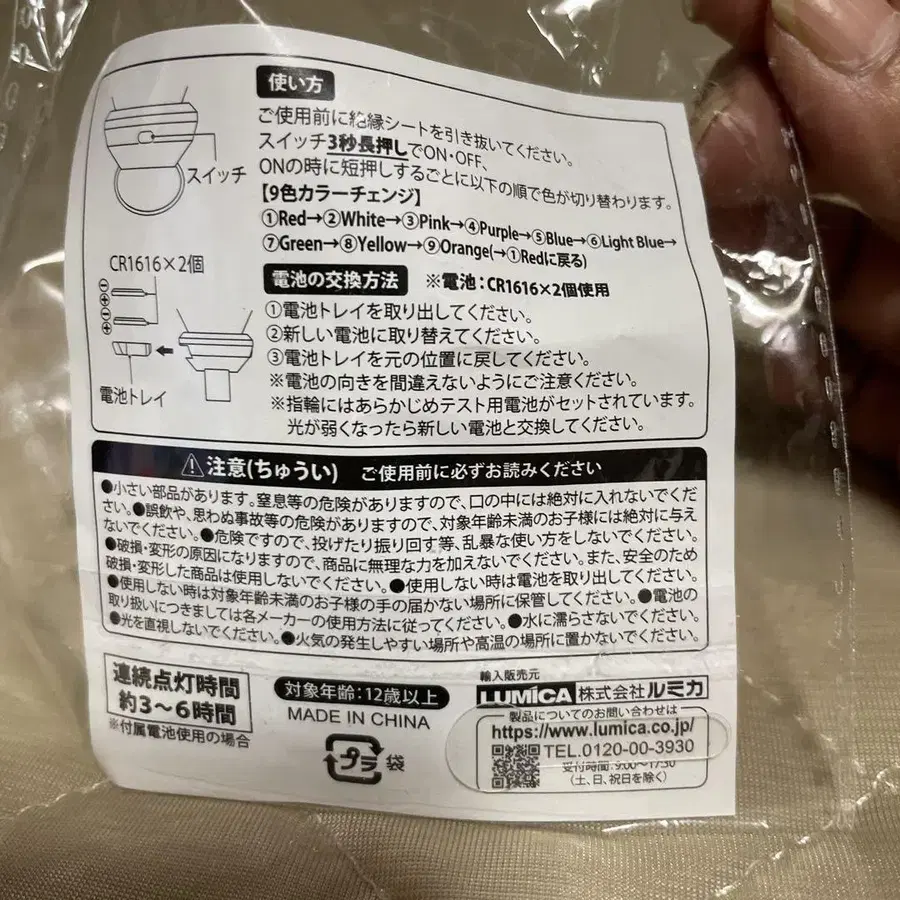 使い方
ご使用前に絶縁シートを引き抜いてください。
スイッチ3秒長押しでON・OFF、
ONの時に短押しするごとに以下の順で色が切り替わります。
【9色カラーチェンジ】
①Red→②White→③Pink→④Purple→⑤Blue→⑥Light Blue→
⑦Green→⑧Yellow→⑨Orange(→①Redに戻る)
スイッチ
電池の交換方法 ※電池：CR1616×2個使用
①電池トレイを取り出してください。
②新しい電池に取り替えてください。
③電池トレイを元の位置に戻してください。
※電池の向きを間違えないようにご注意ください。
※指輪にはあらかじめテスト用電池がセットされています。
光が弱くなったら新しい電池と交換してください。
CR1616×2個
⊖
⊕
⊖
⊕
電池トレイ
⚠注意(ちゅうい) ご使用前に必ずお読みください
●小さい部品があります。窒息等の危険がありますので、口の中には絶対に入れないでくだ
さい。●誤飲や、思わぬ事故等の危険がありますので、対象年齢未満のお子様には絶対に与え
ないでください。●危険ですので、投げたり振り回す等、乱暴な使い方をしないでください。
●破損・変形の原因になりますので、商品に無理な力を加えないでください。また、安全のため
破損・変形した商品は使用しないでください。●使用しない時は電池を取り出してください。
●使用しない時は対象年齢未満のお子様の手の届かない場所に保管してください。●電池の
取り扱いにつきましては各メーカーの使用方法に従ってください。●水に濡らさないでください。
●光を直視しないでください。●火気の発生しやすい場所や高温の場所に置かないでください。
連続点灯時間
約3〜6時間
※付属電池使用の場合
対象年齢：12歳以上
MADE IN CHINA
プラ 袋
輸入販売元
LUMICA 株式会社ルミカ
製品についてのお問い合わせは
https://www.lumica.co.jp/
TEL.0120-00-3930
受付時間：9:00〜17:30
(土、日、祝日を除く)